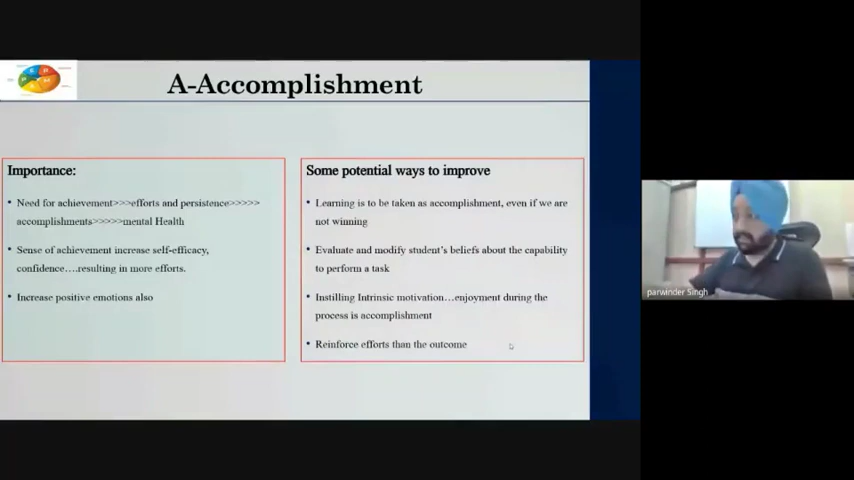 A-Accomplishment
Importance:
• Need for achievement>>>efforts and persistence>>>>>
accomplishments>>>>>mental Health
• Sense of achievement increase self-efficacy,
confidence….resulting in more efforts.
• Increase positive emotions also
Some potential ways to improve
• Learning is to be taken as accomplishment, even if we are
not winning
• Evaluate and modify student's beliefs about the capability
to perform a task
• Instilling Intrinsic motivation…enjoyment during the
process is accomplishment
• Reinforce efforts than the outcome
parwinder Singh